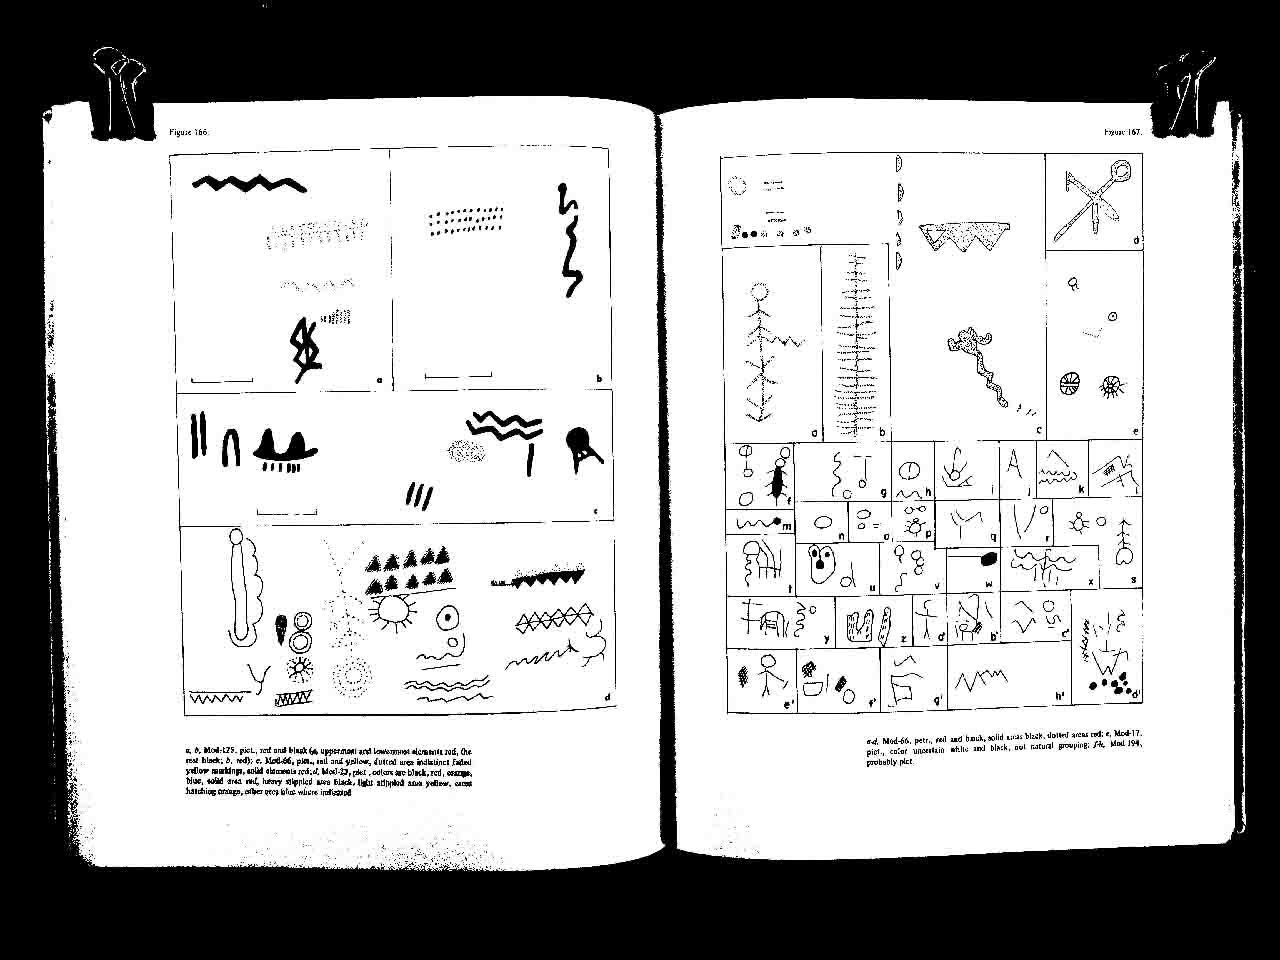 Figure 166.
a
b
c
d
a, b, Mod-125, pict., red and black (a, uppermost and lowermost elements red, the
rest black; b, red); c, Mod-66, pict., red and yellow, dotted area indistinct faded
yellow markings, solid elements red; d, Mod-23, pict., colors are black, red, orange,
blue, solid area red, heavy stippled area black, light stippled area yellow, cross
hatching orange, other area blue where indicated
Figure 167.
d
a
b
c
e
f
g
h
i
j
k
l
m
n
o
p
q
r
s
t
u
v
w
x
y
z
a'
b'
c'
d'
e'
f'
g'
h'
a-d, Mod-66, petr., red and black, solid areas black, dotted areas red; e, Mod-17,
pict., color uncertain white and black, not natural grouping; f-h, Mod 194,
probably pict